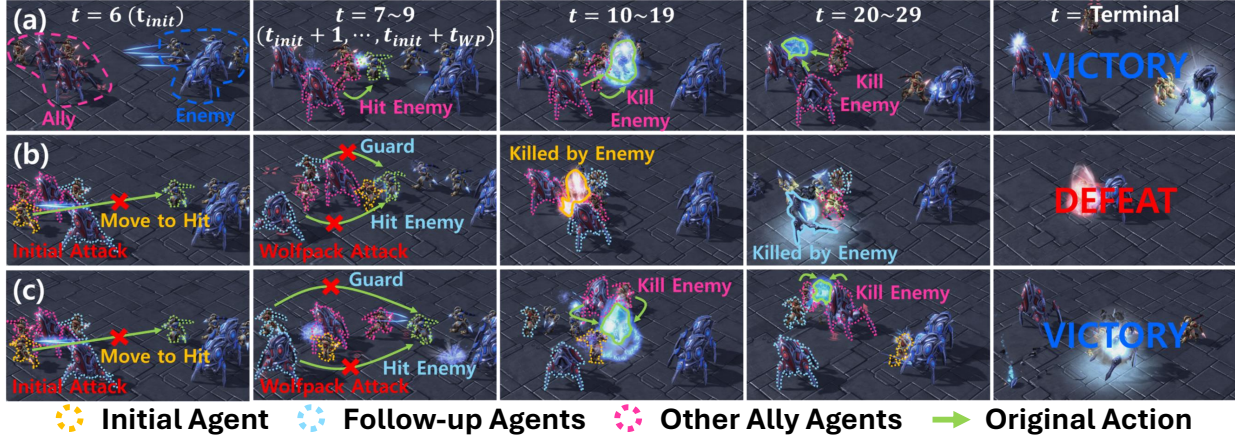 (a)
t = 6 (t_init)
t = 7~9
(t_init + 1, ⋯, t_init + t_WP)
t = 10~19
t = 20~29
t = Terminal
Ally
Enemy
Hit Enemy
Kill
Enemy
Kill
Enemy
VICTORY
(b)
Move to Hit
Initial Attack
Guard
Hit Enemy
Wolfpack Attack
Killed by Enemy
Killed by Enemy
DEFEAT
(c)
Move to Hit
Initial Attack
Guard
Hit Enemy
Wolfpack Attack
Kill Enemy
Kill Enemy
VICTORY
Initial Agent
Follow-up Agents
Other Ally Agents
Original Action